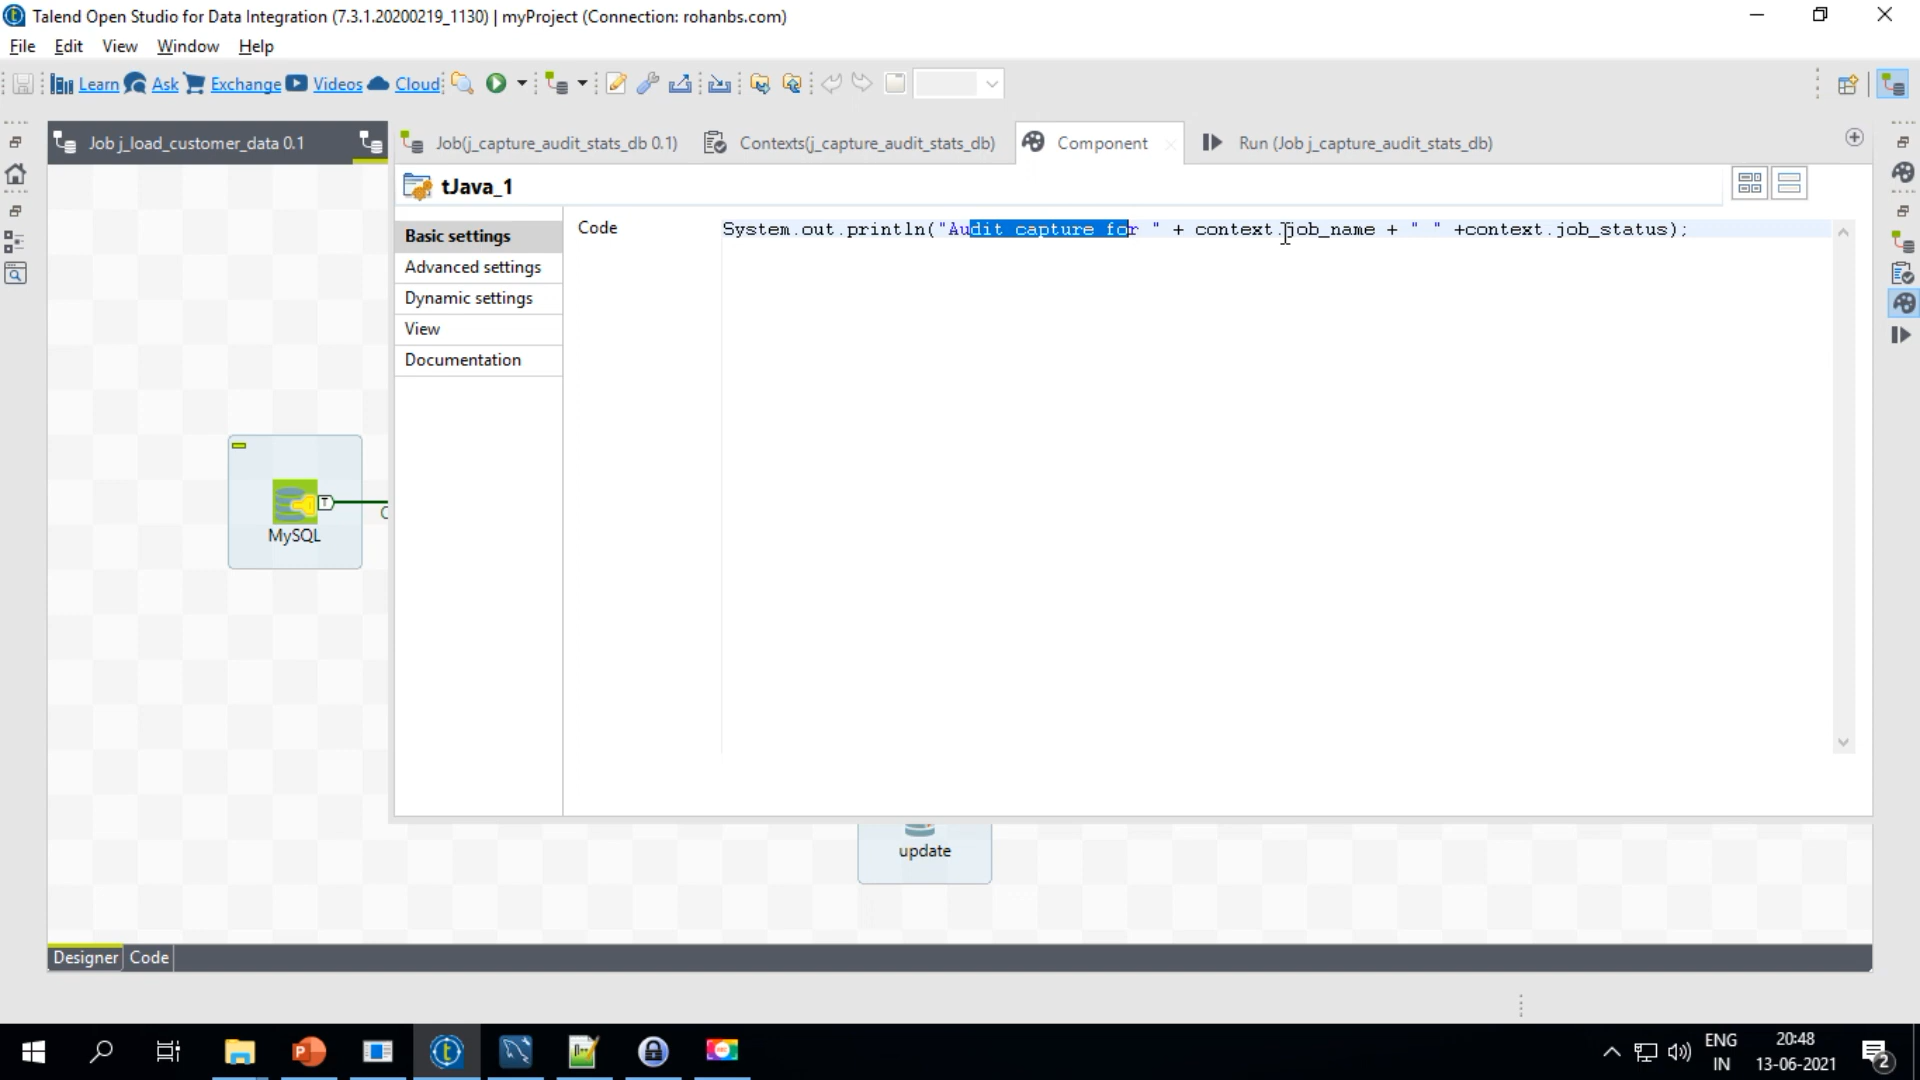 Talend Open Studio for Data Integration (7.3.1.20200219_1130) | myProject (Connection: rohanbs.com)
File Edit View Window Help
Learn Ask Exchange Videos Cloud
Job j_load_customer_data 0.1
Job(j_capture_audit_stats_db 0.1) Contexts(j_capture_audit_stats_db) Component Run (Job j_capture_audit_stats_db)
tJava_1
Basic settings
Advanced settings
Dynamic settings
View
Documentation
Code
System.out.println("Audit capture for " + context.job_name + " " +context.job_status);
T
MySQL
update
Designer Code
ENG
IN
20:48
13-06-2021
2